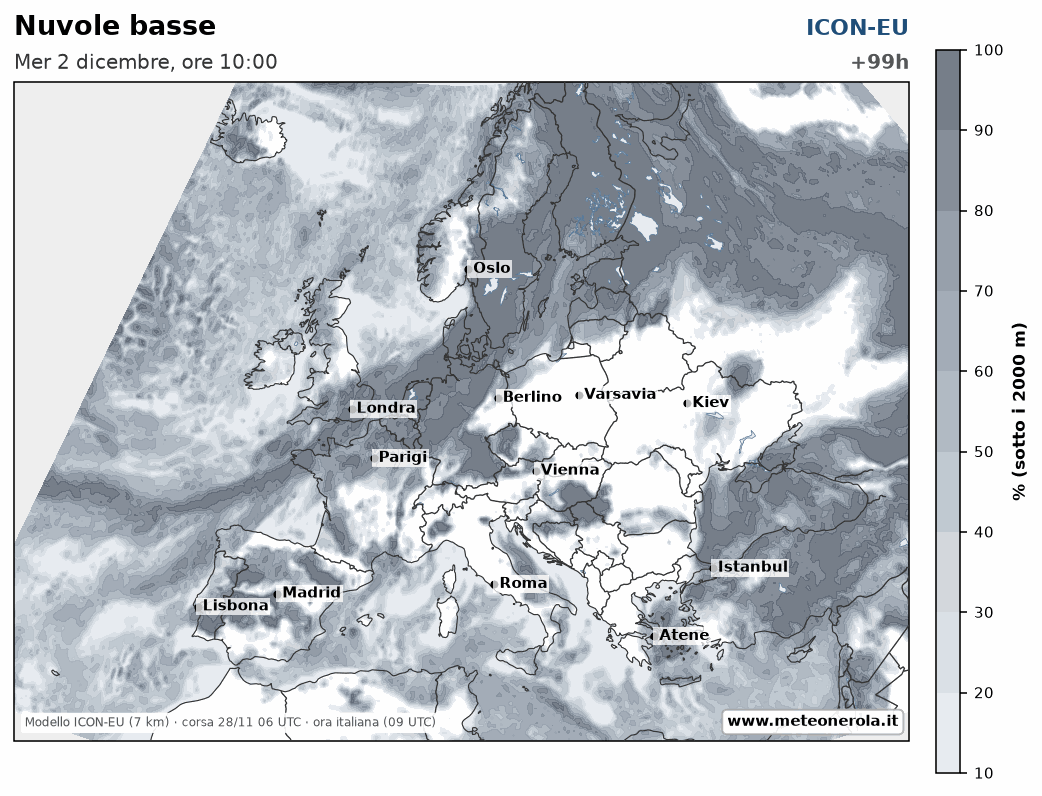 Nuvole basse
ICON-EU
Mer 2 dicembre, ore 10:00
+99h
100
90
80
70
60
50
40
30
20
10
% (sotto i 2000 m)
Oslo
Berlino
Varsavia
Kiev
Londra
Parigi
Vienna
Istanbul
Roma
Madrid
Lisbona
Atene
Modello ICON-EU (7 km) · corsa 28/11 06 UTC · ora italiana (09 UTC)
www.meteonerola.it